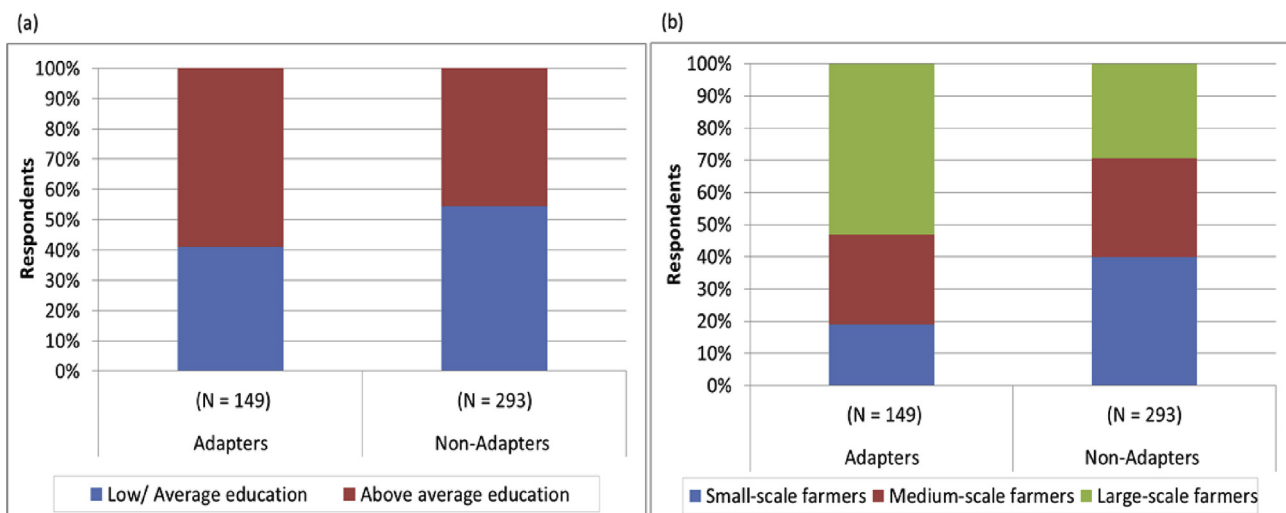 (a)
100%
90%
80%
70%
60%
50%
40%
30%
20%
10%
0%
Respondents
(N = 149) (N = 293)
Adapters Non-Adapters
Low/ Average education Above average education
(b)
100%
90%
80%
70%
60%
50%
40%
30%
20%
10%
0%
Respondents
(N = 149) (N = 293)
Adapters Non-Adapters
Small-scale farmers Medium-scale farmers Large-scale farmers